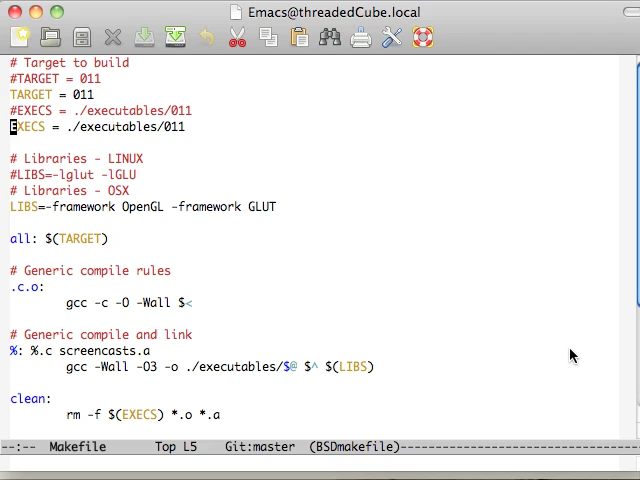 Emacs@threadedCube.local
# Target to build
#TARGET = 011
TARGET = 011
#EXECS = ./executables/011
EXECS = ./executables/011
# Libraries - LINUX
#LIBS=-lglut -lGLU
# Libraries - OSX
LIBS=-framework OpenGL -framework GLUT
all: $(TARGET)
# Generic compile rules
.c.o:
gcc -c -O -Wall $<
# Generic compile and link
%: %.c screencasts.a
gcc -Wall -O3 -o ./executables/$@ $^ $(LIBS)
clean:
rm -f $(EXECS) *.o *.a
--:-- Makefile Top L5 Git:master (BSDmakefile)----------------------------------------